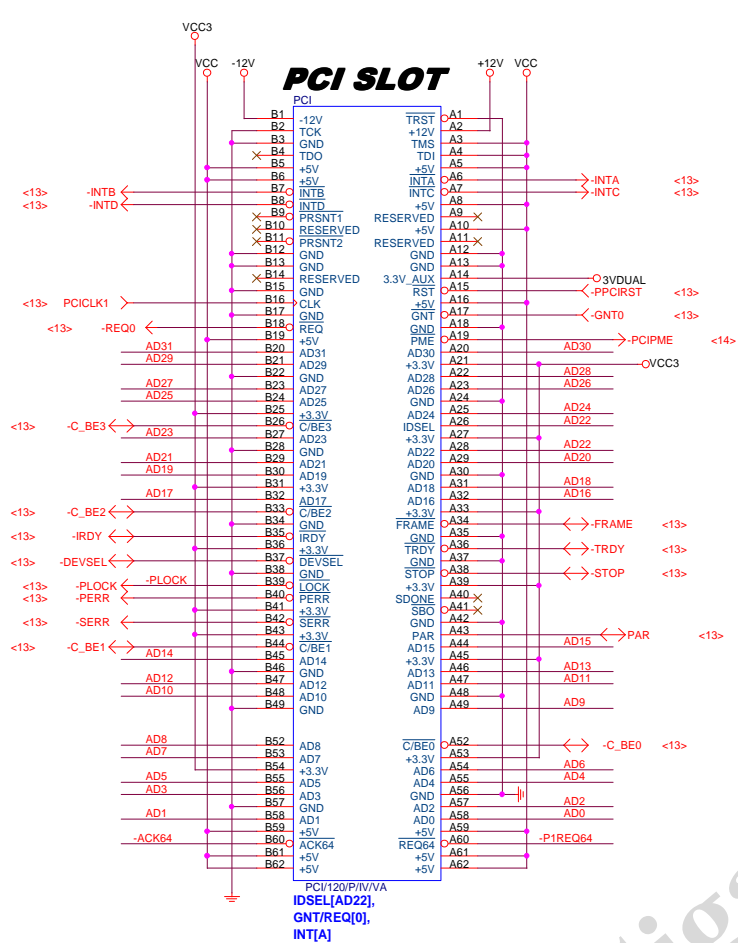 VCC3
VCC -12V +12V VCC
PCI SLOT
PCI
B1 -12V TRST A1
B2 TCK +12V A2
B3 GND TMS A3
B4 TDO TDI A4
B5 +5V +5V A5
B6 +5V INTA A6 -INTA <13>
<13> -INTB B7 INTB INTC A7 -INTC <13>
<13> -INTD B8 INTD +5V A8
B9 PRSNT1 RESERVED A9
B10 RESERVED +5V A10
B11 PRSNT2 RESERVED A11
B12 GND GND A12
B13 GND GND A13
B14 RESERVED 3.3V_AUX A14 3VDUAL
B15 GND RST A15 -PPCIRST <13>
<13> PCICLK1 B16 CLK +5V A16
B17 GND GNT A17 -GNT0 <13>
<13> -REQ0 B18 REQ GND A18
B19 +5V PME A19 -PCIPME <14>
AD31 B20 AD31 AD30 A20 AD30
AD29 B21 AD29 +3.3V A21 VCC3
B22 GND AD28 A22 AD28
AD27 B23 AD27 AD26 A23 AD26
AD25 B24 AD25 GND A24
B25 +3.3V AD24 A25 AD24
<13> -C_BE3 B26 C/BE3 IDSEL A26 AD22
AD23 B27 AD23 +3.3V A27
B28 GND AD22 A28 AD22
AD21 B29 AD21 AD20 A29 AD20
AD19 B30 AD19 GND A30
B31 +3.3V AD18 A31 AD18
AD17 B32 AD17 AD16 A32 AD16
<13> -C_BE2 B33 C/BE2 +3.3V A33
B34 GND FRAME A34 -FRAME <13>
<13> -IRDY B35 IRDY GND A35
B36 +3.3V TRDY A36 -TRDY <13>
<13> -DEVSEL B37 DEVSEL GND A37
B38 GND STOP A38 -STOP <13>
<13> -PLOCK -PLOCK B39 LOCK +3.3V A39
<13> -PERR B40 PERR SDONE A40
B41 +3.3V SBO A41
<13> -SERR B42 SERR GND A42
B43 +3.3V PAR A43 PAR <13>
<13> -C_BE1 B44 C/BE1 AD15 A44 AD15
AD14 B45 AD14 +3.3V A45
B46 GND AD13 A46 AD13
AD12 B47 AD12 AD11 A47 AD11
AD10 B48 AD10 GND A48
B49 GND AD9 A49 AD9
AD8 B52 AD8 C/BE0 A52 -C_BE0 <13>
AD7 B53 AD7 +3.3V A53
B54 +3.3V AD6 A54 AD6
AD5 B55 AD5 AD4 A55 AD4
AD3 B56 AD3 GND A56
B57 GND AD2 A57 AD2
AD1 B58 AD1 AD0 A58 AD0
B59 +5V +5V A59
-ACK64 B60 ACK64 REQ64 A60 -P1REQ64
B61 +5V +5V A61
B62 +5V +5V A62
PCI/120/P/IV/VA
IDSEL[AD22],
GNT/REQ[0],
INT[A]